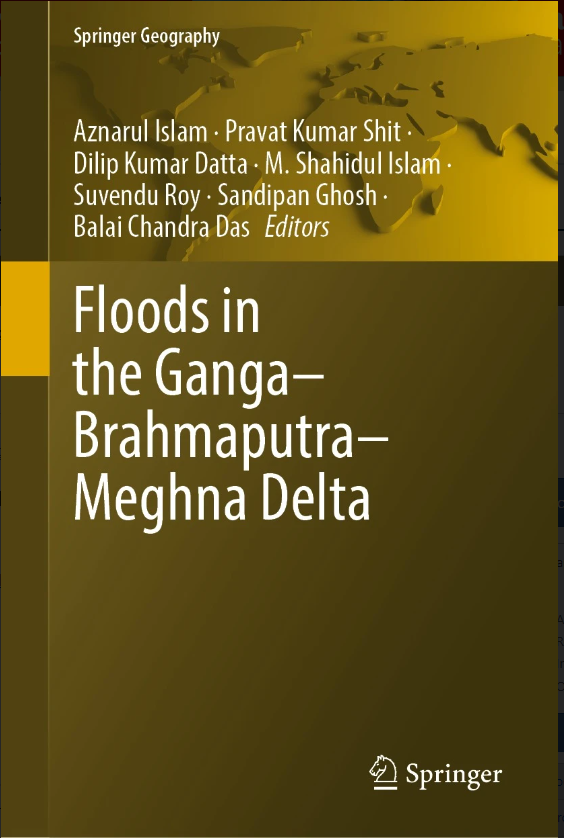 Springer Geography
Aznarul Islam · Pravat Kumar Shit ·
Dilip Kumar Datta · M. Shahidul Islam ·
Suvendu Roy · Sandipan Ghosh ·
Balai Chandra Das Editors
Floods in
the Ganga–
Brahmaputra–
Meghna Delta
Springer